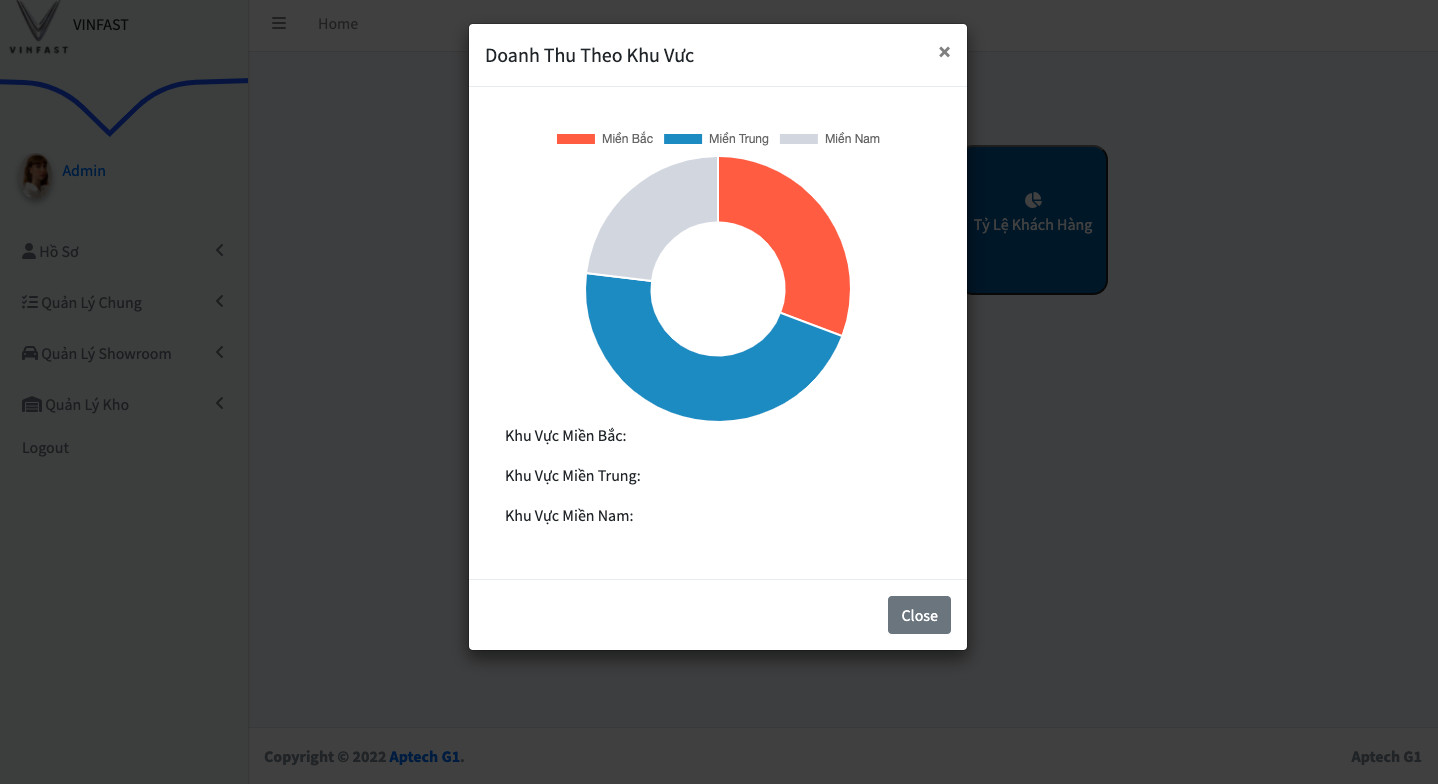 VINFAST
VINFAST
Home
Admin
Hồ Sơ
Quản Lý Chung
Quản Lý Showroom
Quản Lý Kho
Logout
Doanh Thu Theo Khu Vực
×
Miền Bắc Miền Trung Miền Nam
Khu Vực Miền Bắc:
Khu Vực Miền Trung:
Khu Vực Miền Nam:
Close
Tỷ Lệ Khách Hàng
Copyright © 2022 Aptech G1.
Aptech G1